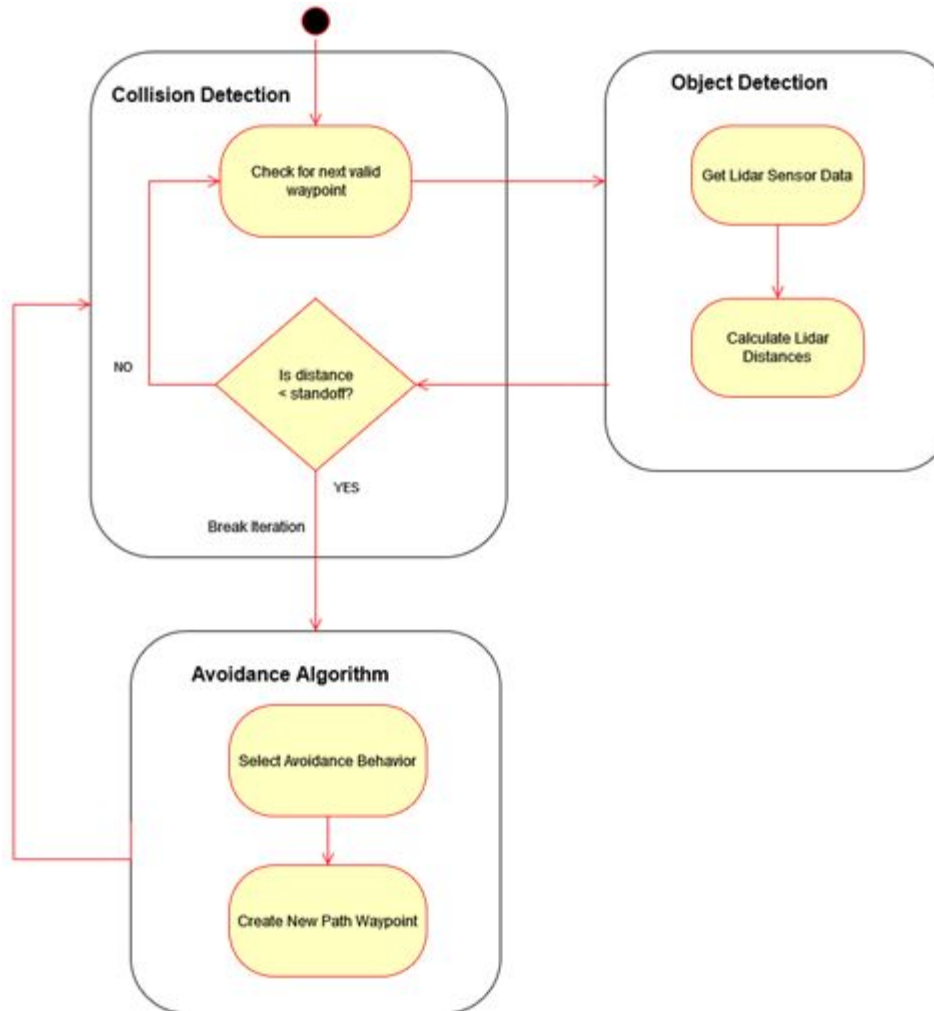 Collision Detection
Check for next valid
waypoint
NO
Is distance
< standoff?
YES
Break Iteration
Object Detection
Get Lidar Sensor Data
Calculate Lidar
Distances
Avoidance Algorithm
Select Avoidance Behavior
Create New Path Waypoint